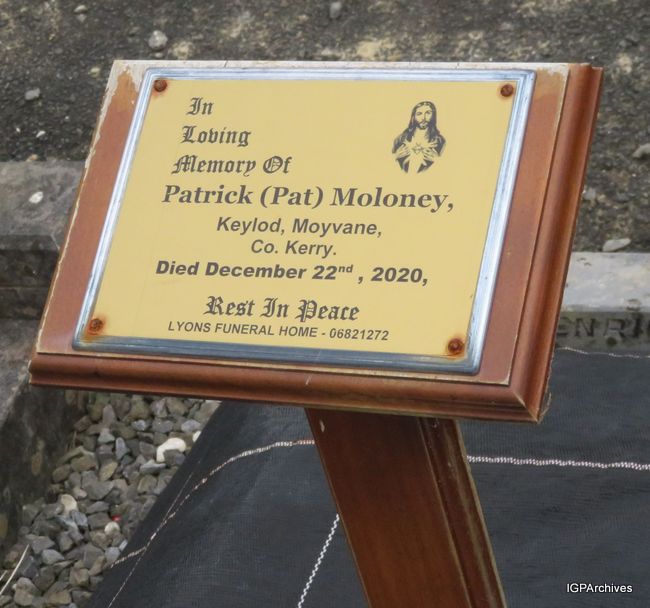 In
Loving
Memory Of
Patrick (Pat) Moloney,
Keylod, Moyvane,
Co. Kerry.
Died December 22nd , 2020,
Rest In Peace
LYONS FUNERAL HOME - 06821272
ENRI
IGPArchives